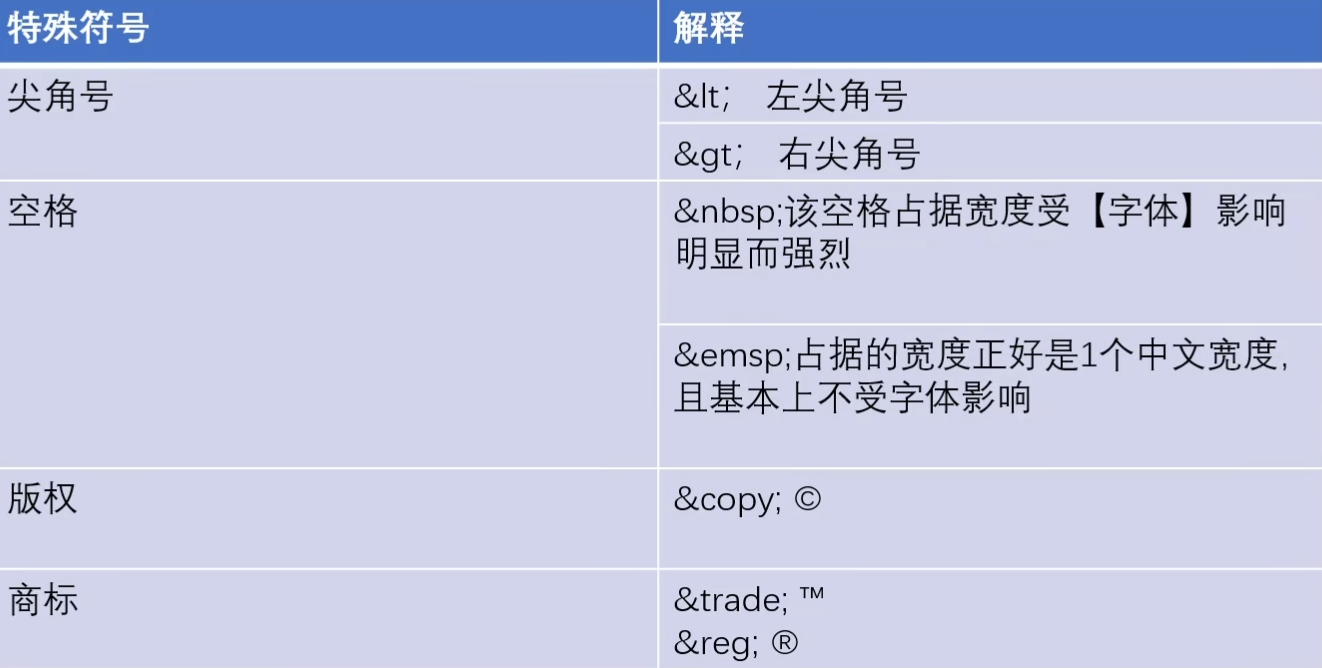 特殊符号
解释
尖角号
&lt;  左尖角号
&gt;  右尖角号
空格
&nbsp;该空格占据宽度受【字体】影响
明显而强烈
&emsp;占据的宽度正好是1个中文宽度,
且基本上不受字体影响
版权
&copy; ©
商标
&trade; ™
&reg; ®